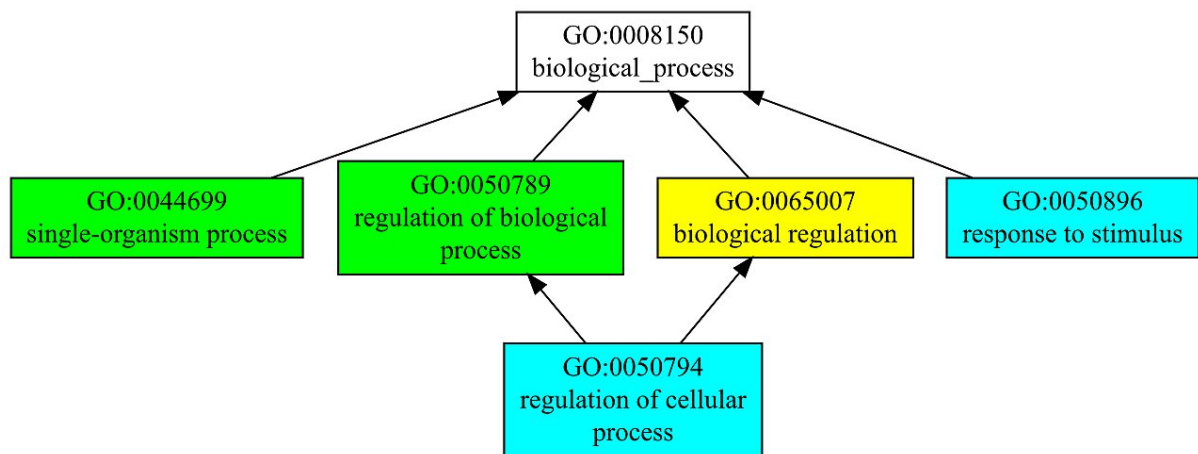 GO:0008150
biological_process
GO:0044699
single-organism process
GO:0050789
regulation of biological
process
GO:0065007
biological regulation
GO:0050896
response to stimulus
GO:0050794
regulation of cellular
process